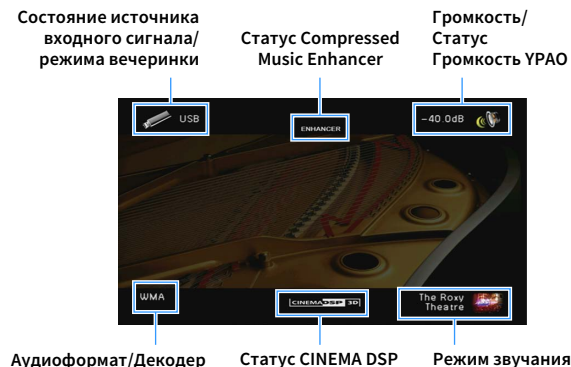 Состояние источника
входного сигнала/
режима вечеринки
Статус Compressed
Music Enhancer
Громкость/
Статус
Громкость YPAO
USB
ENHANCER
-40.0dB
WMA
CINEMA DSP 3D
The Roxy
Theatre
Аудиоформат/Декодер
Статус CINEMA DSP
Режим звучания